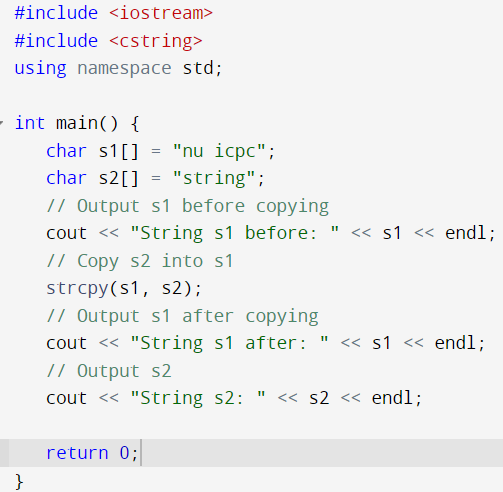 #include <iostream>
#include <cstring>
using namespace std;
int main() {
char s1[] = "nu icpc";
char s2[] = "string";
// Output s1 before copying
cout << "String s1 before: " << s1 << endl;
// Copy s2 into s1
strcpy(s1, s2);
// Output s1 after copying
cout << "String s1 after: " << s1 << endl;
// Output s2
cout << "String s2: " << s2 << endl;
return 0;
}